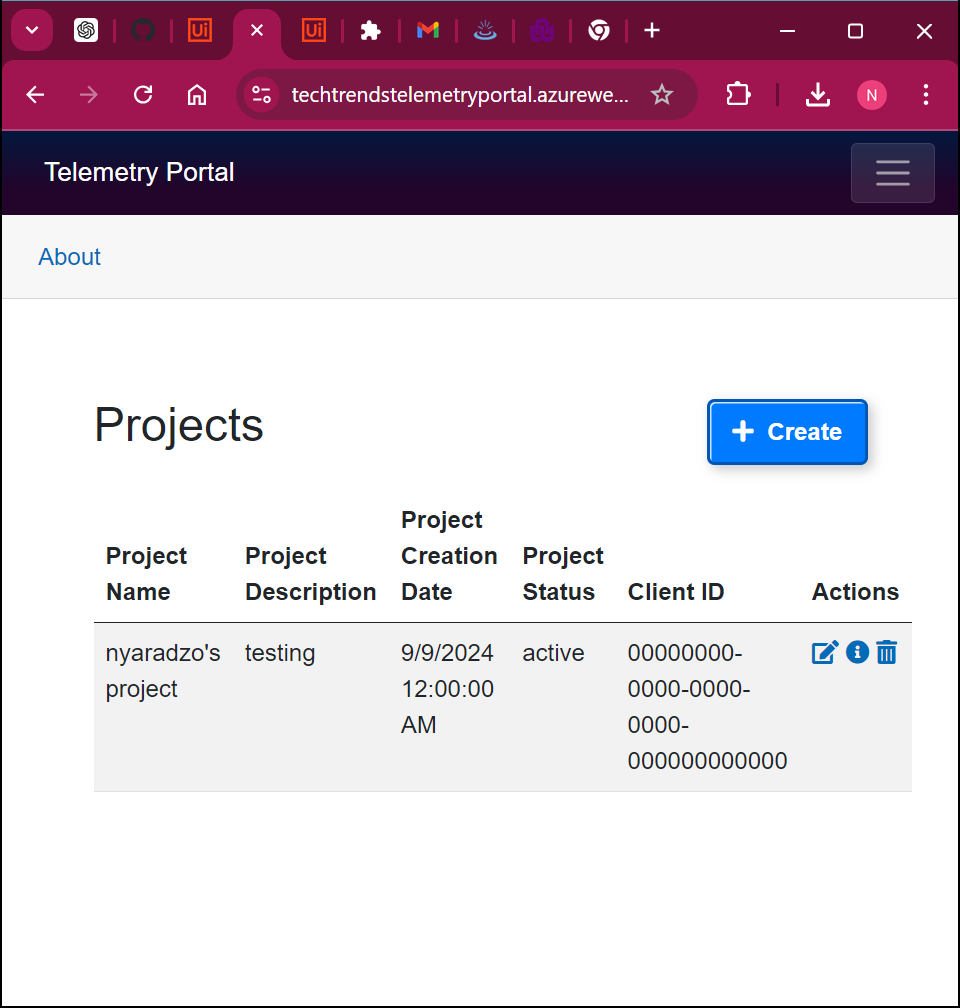 Ui
Ui
techtrendstelemetryportal.azurewe...
N
Telemetry Portal
About
Projects
Create
Project Name
Project Description
Project Creation Date
Project Status
Client ID
Actions
nyaradzo's project
testing
9/9/2024 12:00:00 AM
active
00000000-0000-0000-0000-000000000000